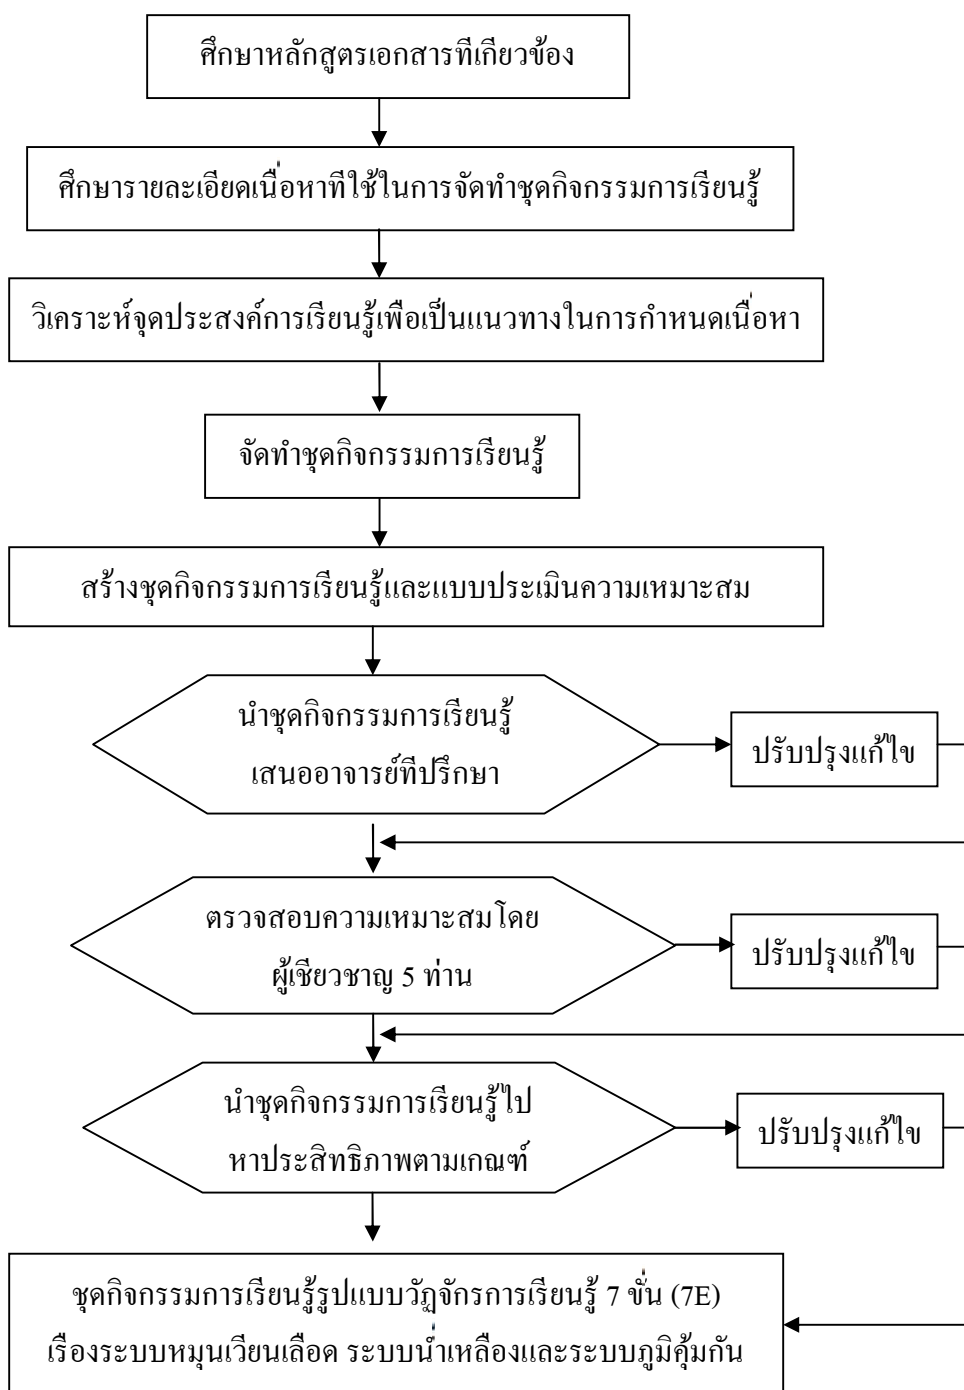 ศึกษาหลักสูตรเอกสารทีเกียวข้อง
ศึกษารายละเอียดเนื่อหาทีใช้ในการจัดทำชุดกิจกรรมการเรียนรู้
วิเคราะห์จุดประสงค์การเรียนรู้เพือเป็นแนวทางในการกำหนดเนื่อหา
จัดทำชุดกิจกรรมการเรียนรู้
สร้างชุดกิจกรรมการเรียนรู้และแบบประเมินความเหมาะสม
นำชุดกิจกรรมการเรียนรู้
เสนออาจารย์ทีปรึกษา
ปรับปรุงแก้ไข
ตรวจสอบความเหมาะสมโดย
ผู้เชียวชาญ 5 ท่าน
ปรับปรุงแก้ไข
นำชุดกิจกรรมการเรียนรู้ไป
หาประสิทธิภาพตามเกณฑ์
ปรับปรุงแก้ไข
ชุดกิจกรรมการเรียนรู้รูปแบบวัฏจักรการเรียนรู้ 7 ขั่น (7E)
เรืองระบบหมุนเวียนเลือด ระบบน่ำเหลืองและระบบภูมิคุ้มกัน